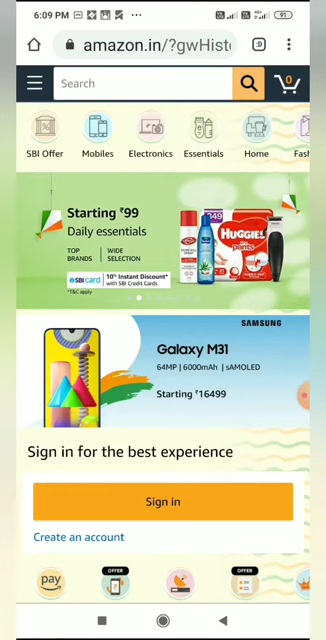 6:09 PM
91
amazon.in/?gwHist
Search
0
SBI Offer
Mobiles
Electronics
Essentials
Home
Fash
Starting ₹99
Daily essentials
TOP BRANDS
WIDE SELECTION
SBI card
10% Instant Discount*
with SBI Credit Cards
*T&C apply
HUGGIES
pants
SAMSUNG
Galaxy M31
64MP | 6000mAh | sAMOLED
Starting ₹16499
Sign in for the best experience
Sign in
Create an account
pay
OFFER
OFFER